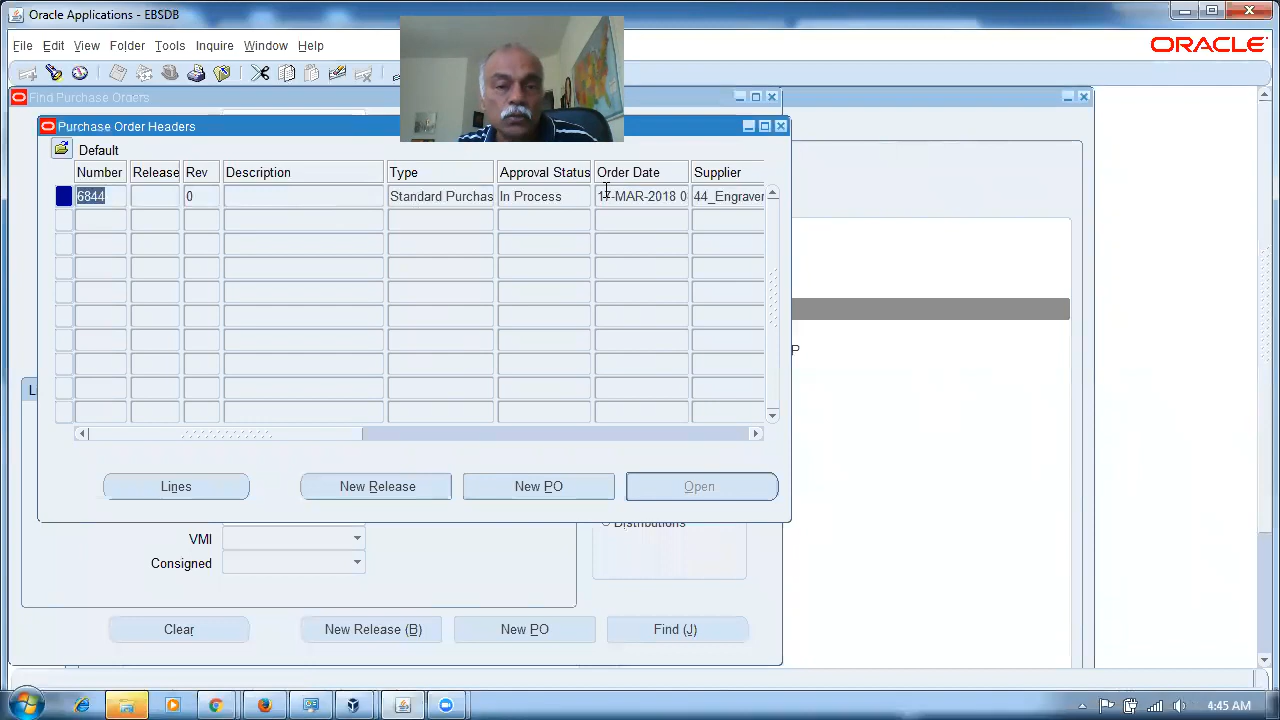 Oracle Applications - EBSDB
File Edit View Folder Tools Inquire Window Help
ORACLE
Find Purchase Orders
Purchase Order Headers
Default
Number Release Rev Description Type Approval Status Order Date Supplier
6844 0 Standard Purchas In Process -MAR-2018 0 44_Engraver
P
L
Lines New Release New PO Open
Distributions
VMI
Consigned
Clear New Release (B) New PO Find (J)
4:45 AM